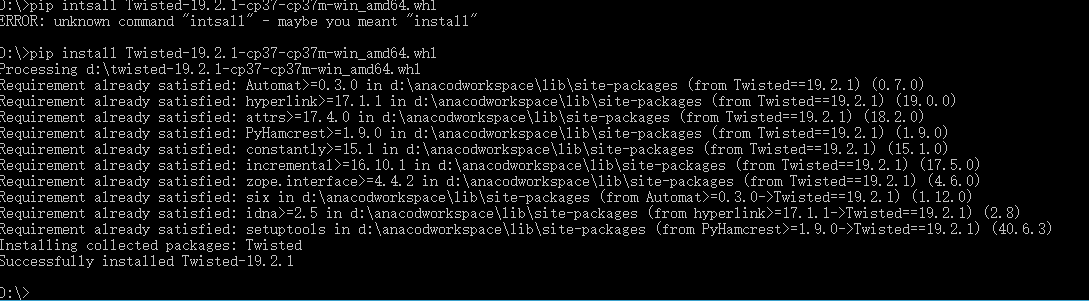 D:\>pip intsall Twisted-19.2.1-cp37-cp37m-win_amd64.whl
ERROR: unknown command "intsall" - maybe you meant "install"
D:\>pip install Twisted-19.2.1-cp37-cp37m-win_amd64.whl
Processing d:\twisted-19.2.1-cp37-cp37m-win_amd64.whl
Requirement already satisfied: Automat>=0.3.0 in d:\anacodworkspace\lib\site-packages (from Twisted==19.2.1) (0.7.0)
Requirement already satisfied: hyperlink>=17.1.1 in d:\anacodworkspace\lib\site-packages (from Twisted==19.2.1) (19.0.0)
Requirement already satisfied: attrs>=17.4.0 in d:\anacodworkspace\lib\site-packages (from Twisted==19.2.1) (18.2.0)
Requirement already satisfied: PyHamcrest>=1.9.0 in d:\anacodworkspace\lib\site-packages (from Twisted==19.2.1) (1.9.0)
Requirement already satisfied: constantly>=15.1 in d:\anacodworkspace\lib\site-packages (from Twisted==19.2.1) (15.1.0)
Requirement already satisfied: incremental>=16.10.1 in d:\anacodworkspace\lib\site-packages (from Twisted==19.2.1) (17.5.0)
Requirement already satisfied: zope.interface>=4.4.2 in d:\anacodworkspace\lib\site-packages (from Twisted==19.2.1) (4.6.0)
Requirement already satisfied: six in d:\anacodworkspace\lib\site-packages (from Automat>=0.3.0->Twisted==19.2.1) (1.12.0)
Requirement already satisfied: idna>=2.5 in d:\anacodworkspace\lib\site-packages (from hyperlink>=17.1.1->Twisted==19.2.1) (2.8)
Requirement already satisfied: setuptools in d:\anacodworkspace\lib\site-packages (from PyHamcrest>=1.9.0->Twisted==19.2.1) (40.6.3)
Installing collected packages: Twisted
Successfully installed Twisted-19.2.1
D:\>